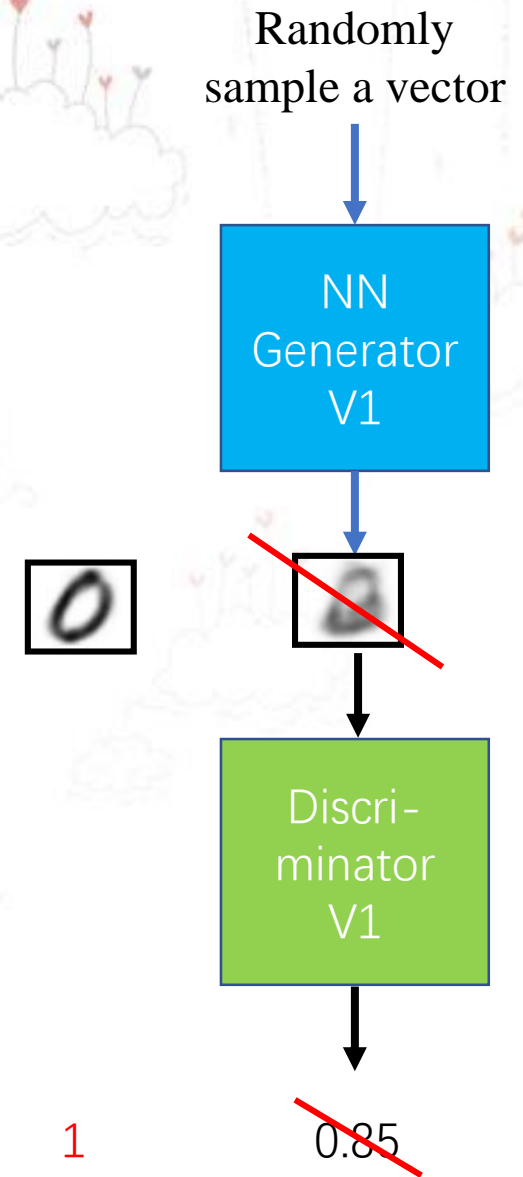 Randomly
sample a vector
NN
Generator
V1
Discri-
minator
V1
1 0.85